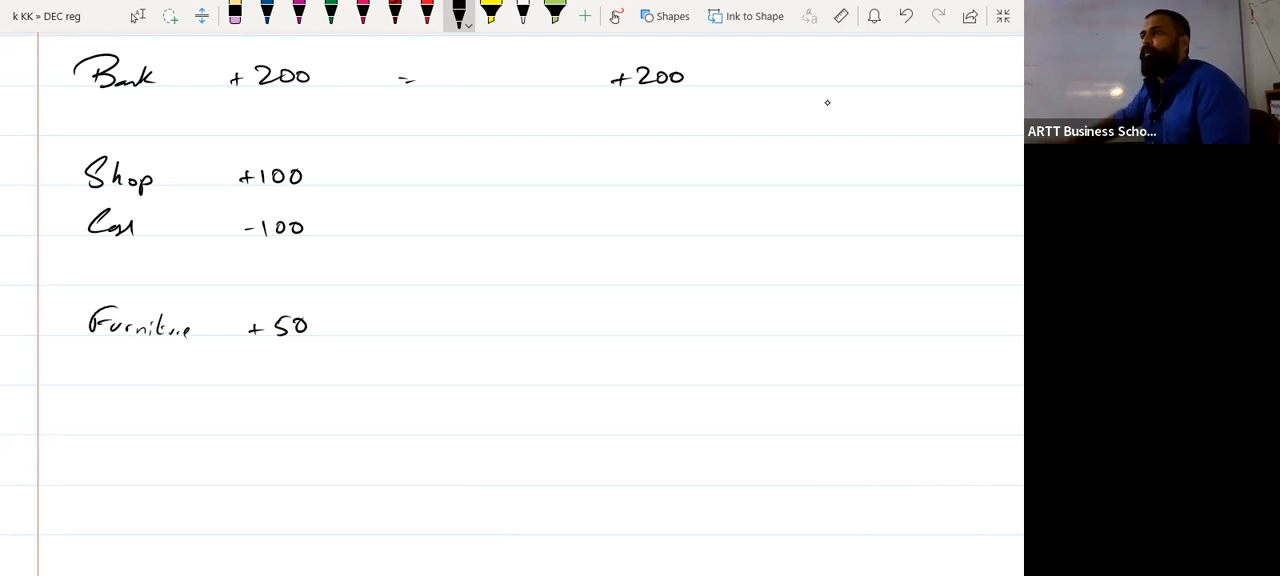 k KK » DEC reg
Shapes
Ink to Shape
Bank +200 = +200
Shop +100
Cash -100
Furniture +50
ARTT Business Scho...